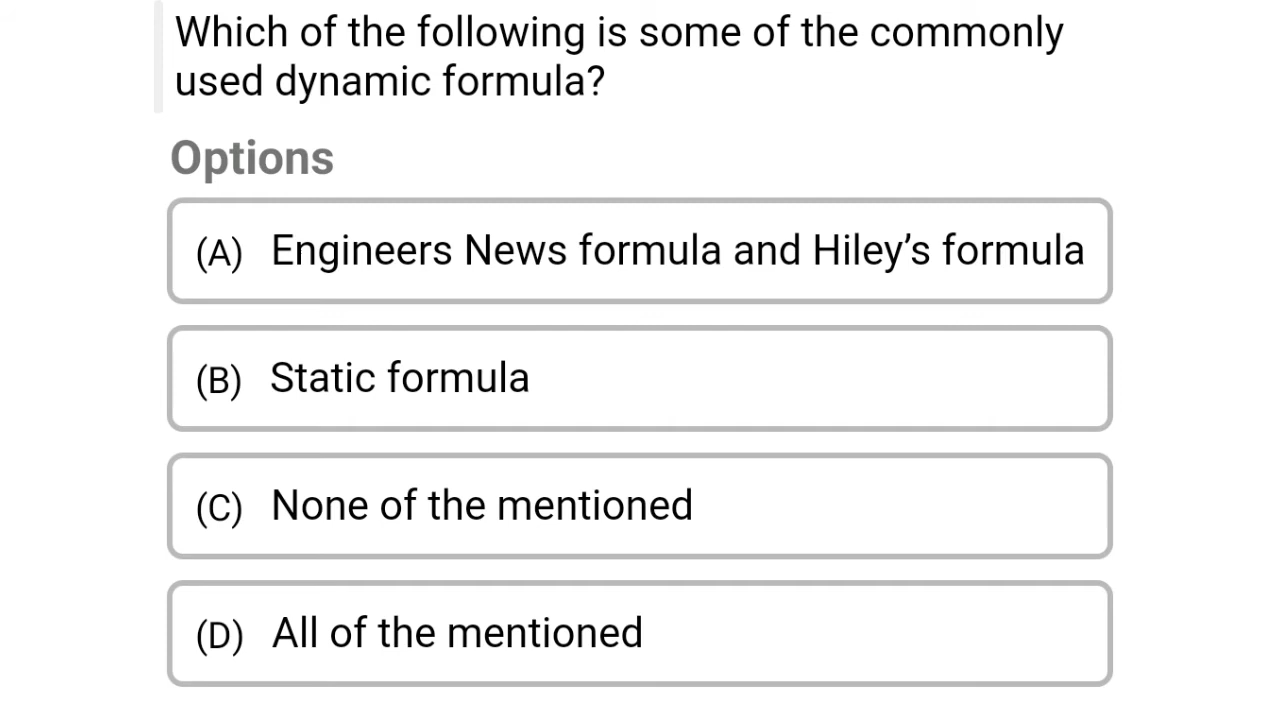 Which of the following is some of the commonly
used dynamic formula?
Options
(A) Engineers News formula and Hiley’s formula
(B) Static formula
(C) None of the mentioned
(D) All of the mentioned